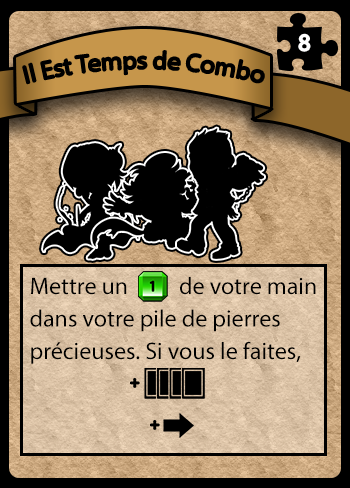 Il Est Temps de Combo
8
Mettre un 1 de votre main
dans votre pile de pierres
précieuses. Si vous le faites,
+
+